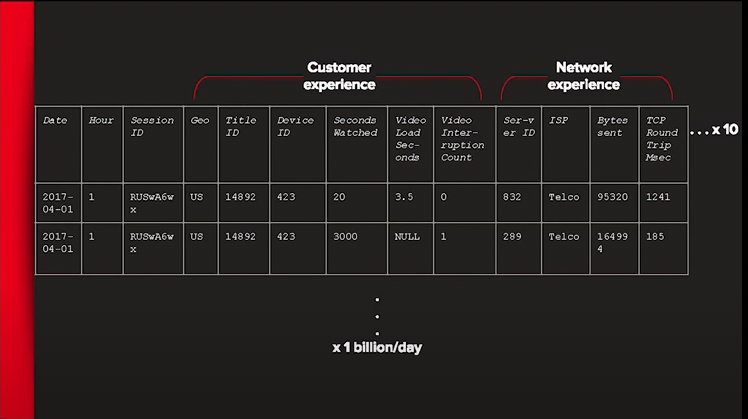 Customer
experience
Network
experience
Date Hour Session ID Geo Title ID Device ID Seconds Watched Video Load Sec-onds Video Inter-ruption Count Ser-v er ID ISP Bytes sent TCP Round Trip Msec
...x 10
2017-04-01 1 RUSwA6wx US 14892 423 20 3.5 0 832 Telco 95320 1241
2017-04-01 1 RUSwA6wx US 14892 423 3000 NULL 1 289 Telco 164994 185
.
.
.
x 1 billion/day